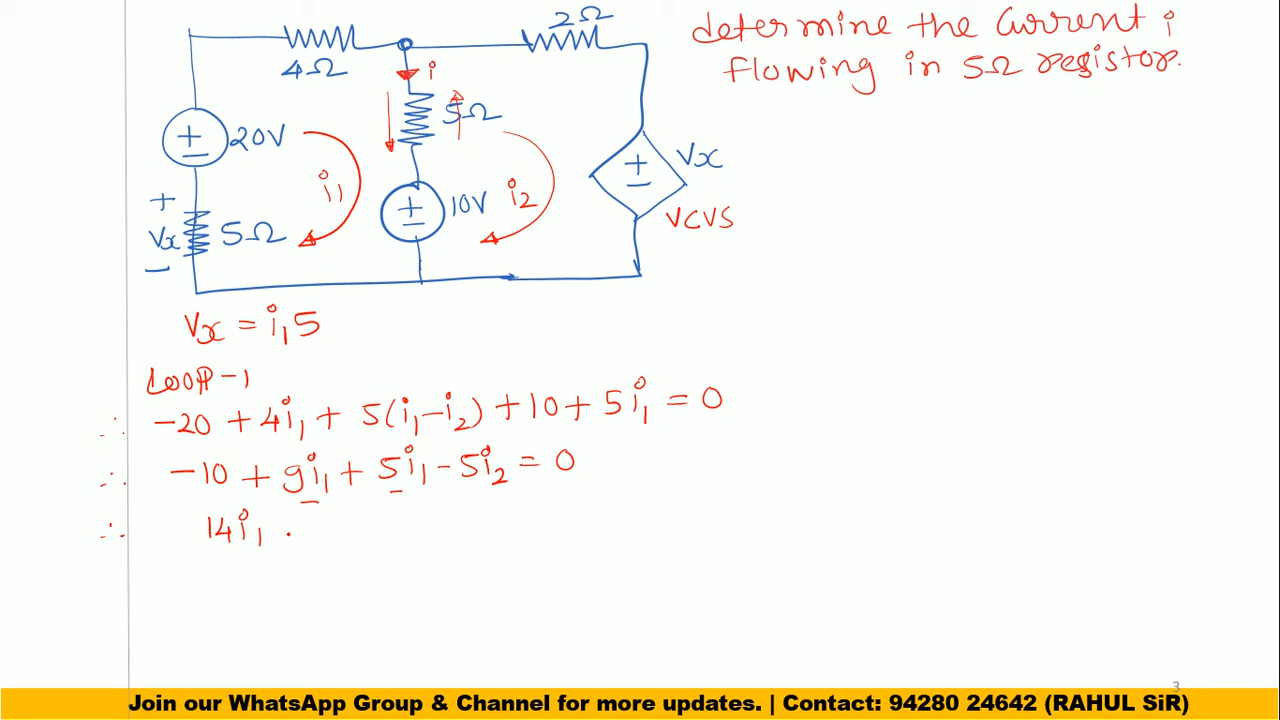 determine the current i
flowing in 5Ω resistor.
4Ω
2Ω
i
5Ω
+
−
20V
+
−
10V
+
−
Vx
VCVS
i1
i2
+
Vx
−
5Ω
Vx = i1 5
Loop-1
∴ -20 + 4i1 + 5(i1-i2) + 10 + 5i1 = 0
∴ -10 + 9i1 + 5i1 - 5i2 = 0
∴ 14i1 .
3
Join our WhatsApp Group & Channel for more updates. | Contact: 94280 24642 (RAHUL SiR)